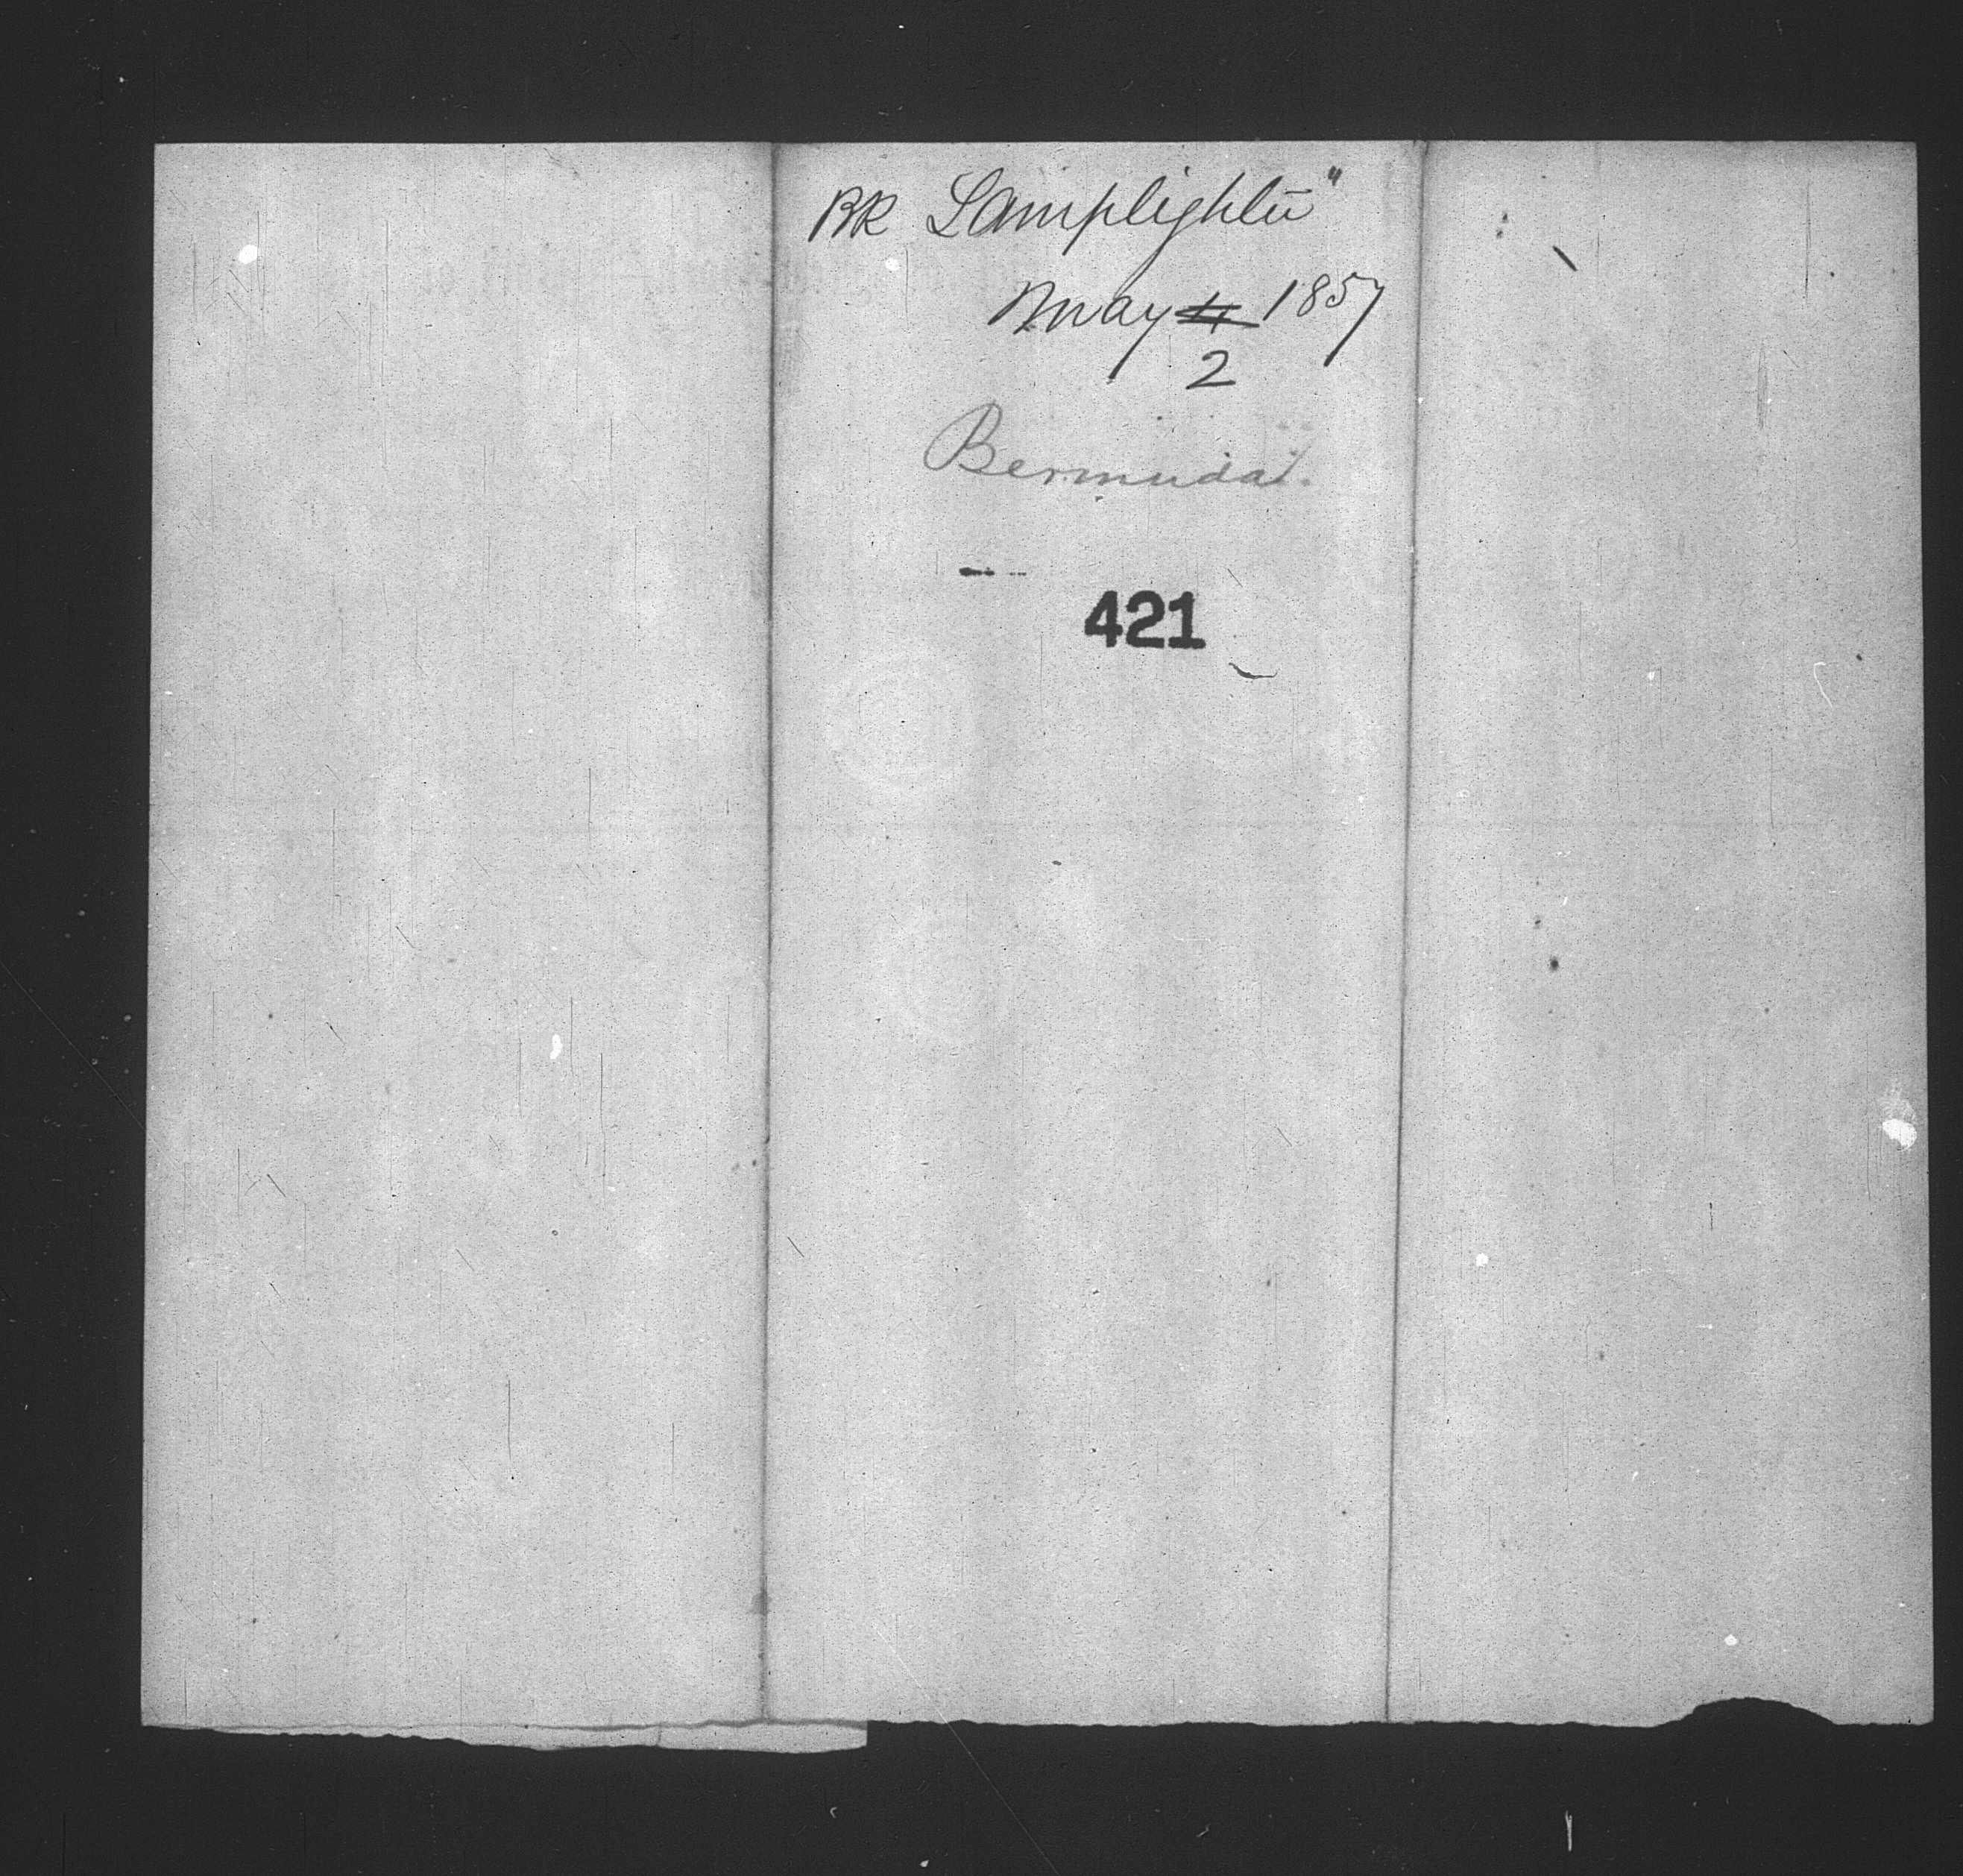 BK Lamplighter"
May 4 1857
2
Bermuda.
421